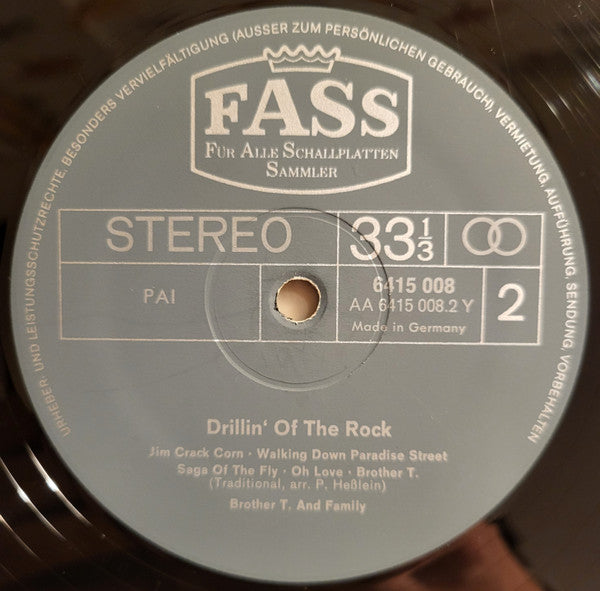 URHEBER- UND LEISTUNGSSCHUTZRECHTE, BESONDERS VERVIELFÄLTIGUNG (AUSSER ZUM PERSÖNLICHEN GEBRAUCH), VERMIETUNG, AUFFÜHRUNG, SENDUNG, VORBEHALTEN
FASS
FÜR ALLE SCHALLPLATTEN
SAMMLER
STEREO 33 1/3
PAI
6415 008
AA 6415 008.2 Y
Made in Germany
2
Drillin' Of The Rock
Jim Crack Corn · Walking Down Paradise Street
Saga Of The Fly · Oh Love · Brother T.
(Traditional, arr. P. Heßlein)
Brother T. And Family